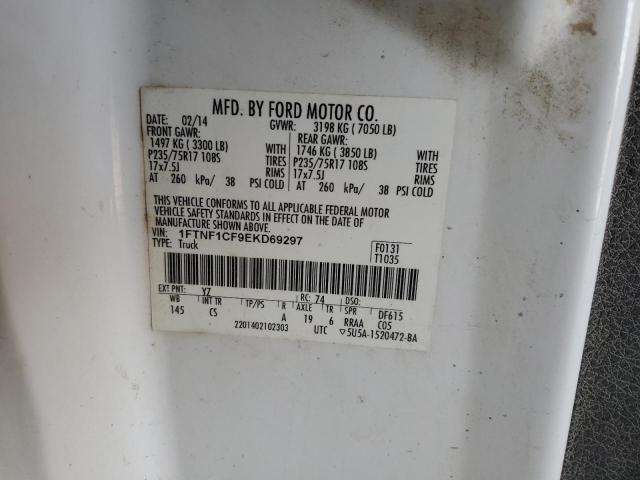 MFD. BY FORD MOTOR CO.
DATE: 02/14 GVWR: 3198 KG ( 7050 LB)
FRONT GAWR: REAR GAWR:
1497 KG ( 3300 LB) WITH 1746 KG ( 3850 LB) WITH
P235/75R17 108S TIRES P235/75R17 108S TIRES
17x7.5J RIMS 17x7.5J RIMS
AT 260 kPa/ 38 PSI COLD AT 260 kPa/ 38 PSI COLD
THIS VEHICLE CONFORMS TO ALL APPLICABLE FEDERAL MOTOR
VEHICLE SAFETY STANDARDS IN EFFECT ON THE DATE OF
MANUFACTURE SHOWN ABOVE.
VIN: 1FTNF1CF9EKD69297 F0131
TYPE: Truck T1035
EXT PNT: YZ RC: 74 DSO:
WB INT TR TP/PS R AXLE TR SPR DF615
145 CS A 19 6 RRAA C05
2201402102303 UTC ▽5U5A-1520472-BA